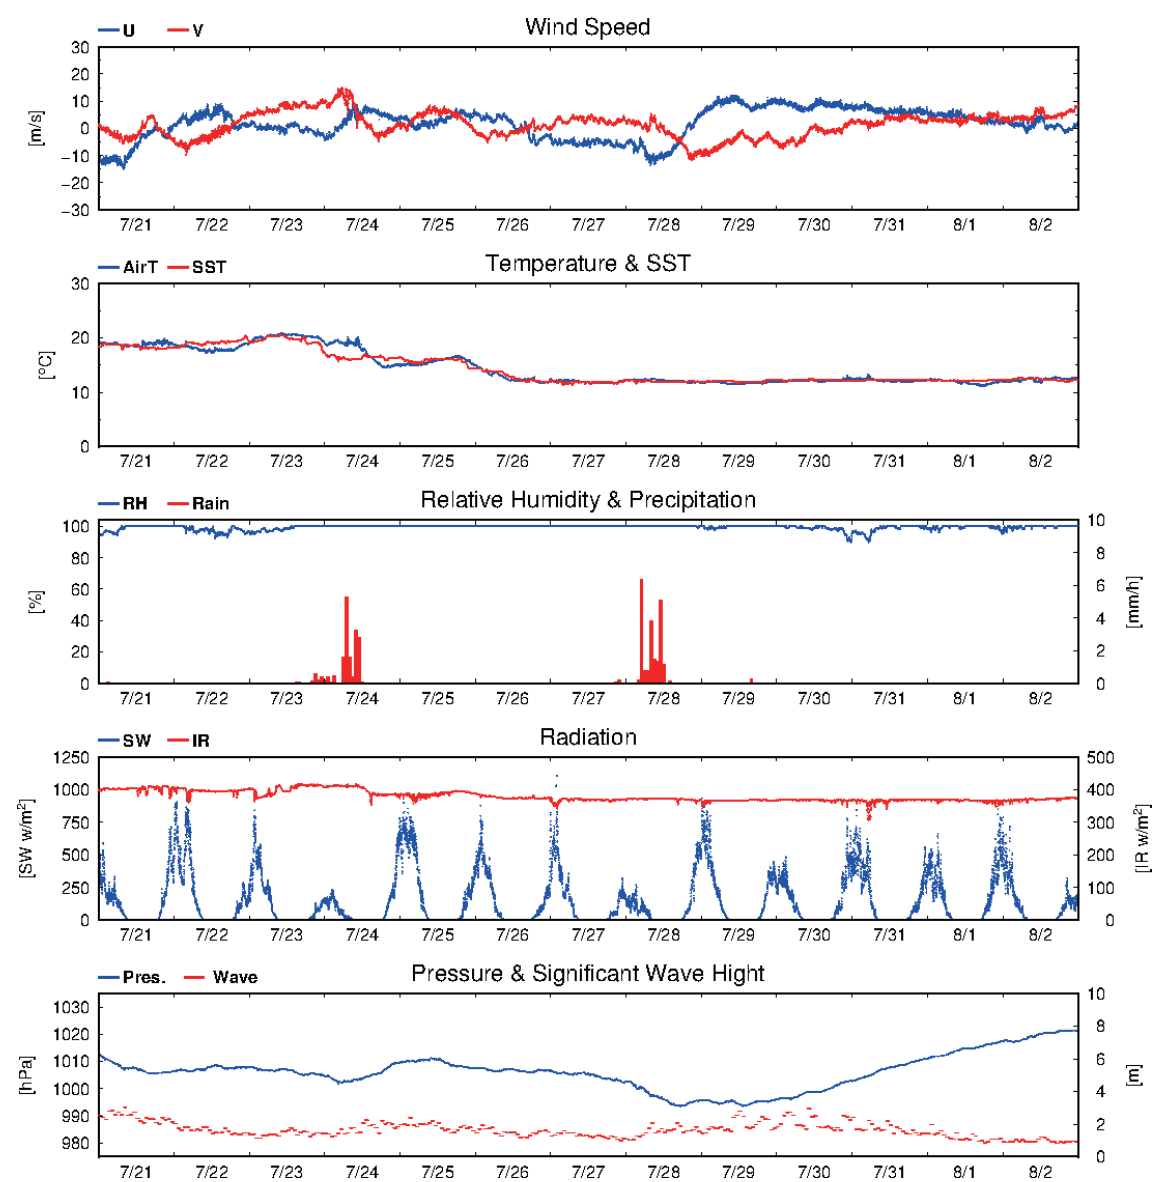 Wind Speed
U V
30
20
10
0
−10
−20
−30
[m/s]
7/21 7/22 7/23 7/24 7/25 7/26 7/27 7/28 7/29 7/30 7/31 8/1 8/2
Temperature & SST
AirT SST
30
20
10
0
[°C]
7/21 7/22 7/23 7/24 7/25 7/26 7/27 7/28 7/29 7/30 7/31 8/1 8/2
Relative Humidity & Precipitation
RH Rain
100 10
80 8
60 6
40 4
20 2
0 0
[%] [mm/h]
7/21 7/22 7/23 7/24 7/25 7/26 7/27 7/28 7/29 7/30 7/31 8/1 8/2
Radiation
SW IR
1250 500
1000 400
750 300
500 200
250 100
0 0
[SW w/m²] [IR w/m²]
7/21 7/22 7/23 7/24 7/25 7/26 7/27 7/28 7/29 7/30 7/31 8/1 8/2
Pressure & Significant Wave Hight
Pres. Wave
1030 10
1020 8
1010 6
1000 4
990 2
980 0
[hPa] [m]
7/21 7/22 7/23 7/24 7/25 7/26 7/27 7/28 7/29 7/30 7/31 8/1 8/2